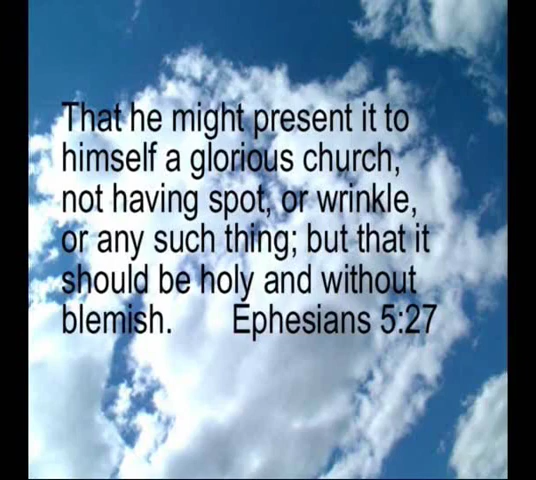 That he might present it to
himself a glorious church,
not having spot, or wrinkle,
or any such thing; but that it
should be holy and without
blemish. Ephesians 5:27